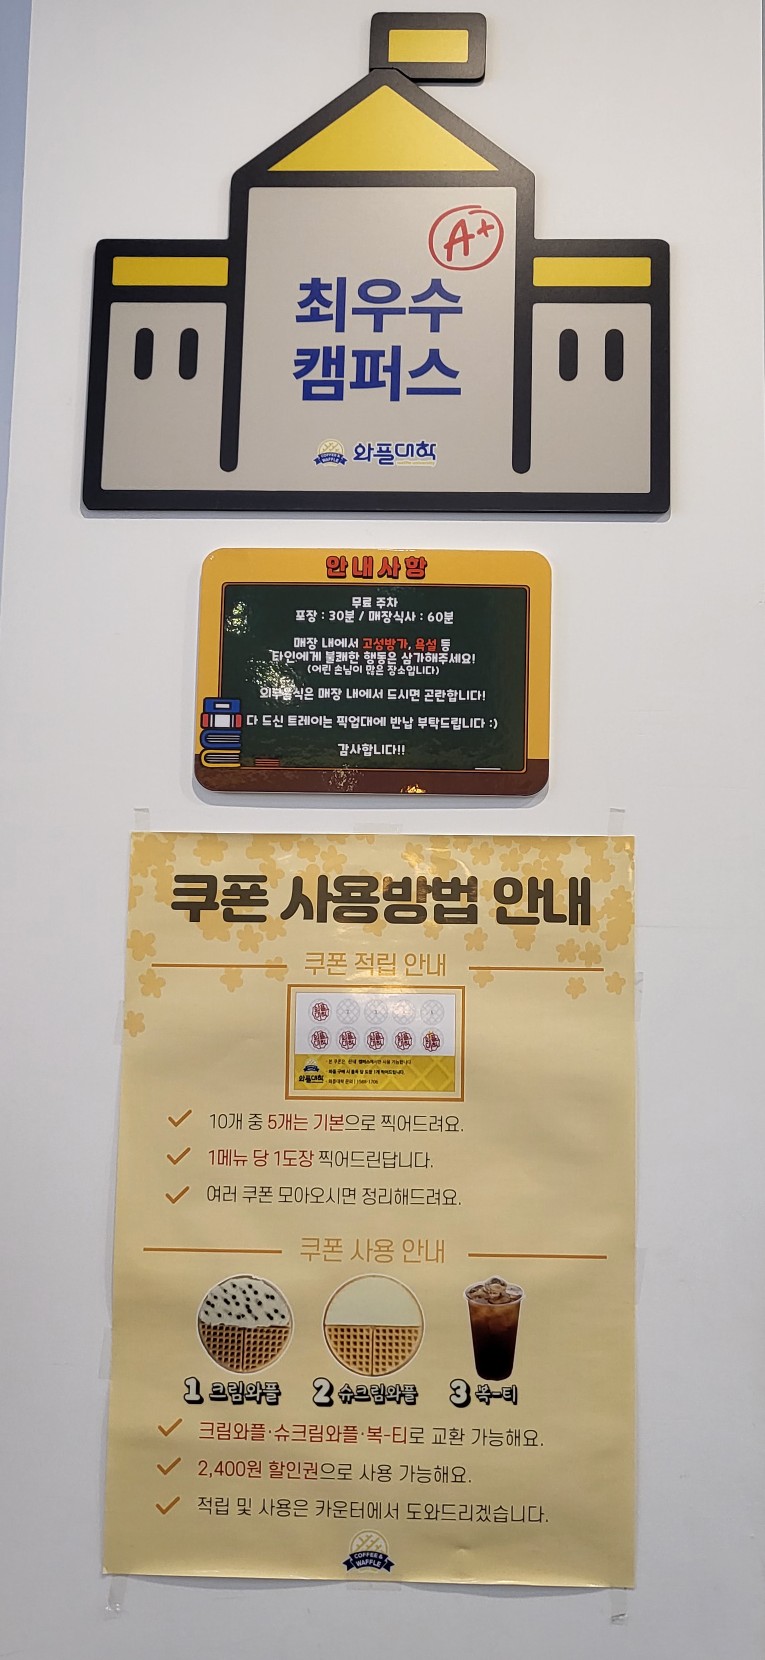 A+
최우수
캠퍼스
COFFEE & WAFFLE
와플대학
안내사항
무료 주차
포장 : 30분 / 매장식사 : 60분
매장 내에서 고성방가, 욕설 등
타인에게 불쾌한 행동은 삼가해주세요!
(어린 손님이 많은 장소입니다)
외부음식은 매장 내에서 드시면 곤란합니다!
다 드신 트레이는 픽업대에 반납 부탁드립니다 :)
감사합니다!!
쿠폰 사용방법 안내
쿠폰 적립 안내
와플대학
10개 중 5개는 기본으로 찍어드려요.
1메뉴 당 1도장 찍어드린답니다.
여러 쿠폰 모아오시면 정리해드려요.
쿠폰 사용 안내
1 크림와플 2 슈크림와플 3 복-티
크림와플·슈크림와플·복-티로 교환 가능해요.
2,400원 할인권으로 사용 가능해요.
적립 및 사용은 카운터에서 도와드리겠습니다.
COFFEE & WAFFLE